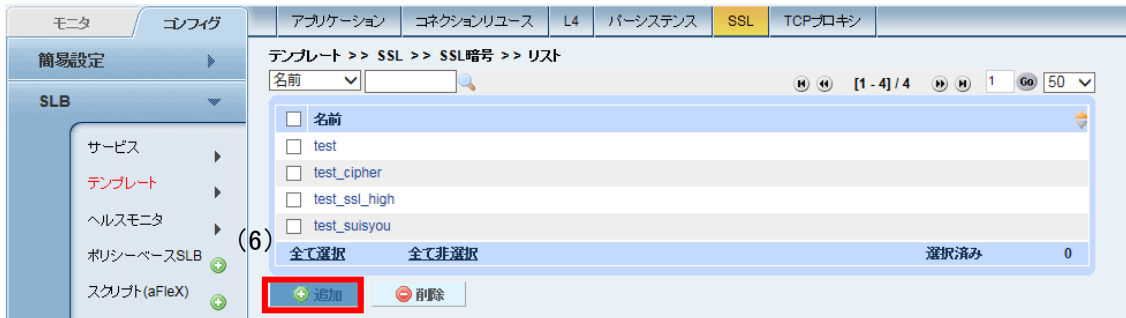 モニタ コンフィグ
アプリケーション コネクションリユース L4 パーシステンス SSL TCPプロキシ
簡易設定
SLB
サービス
テンプレート
ヘルスモニタ
ポリシーベースSLB
スクリプト(aFleX)
テンプレート >> SSL >> SSL暗号 >> リスト
名前 [1 - 4] / 4 1 Go 50
名前
test
test_cipher
test_ssl_high
test_suisyou
全て選択 全て非選択 選択済み 0
(6)
追加 削除